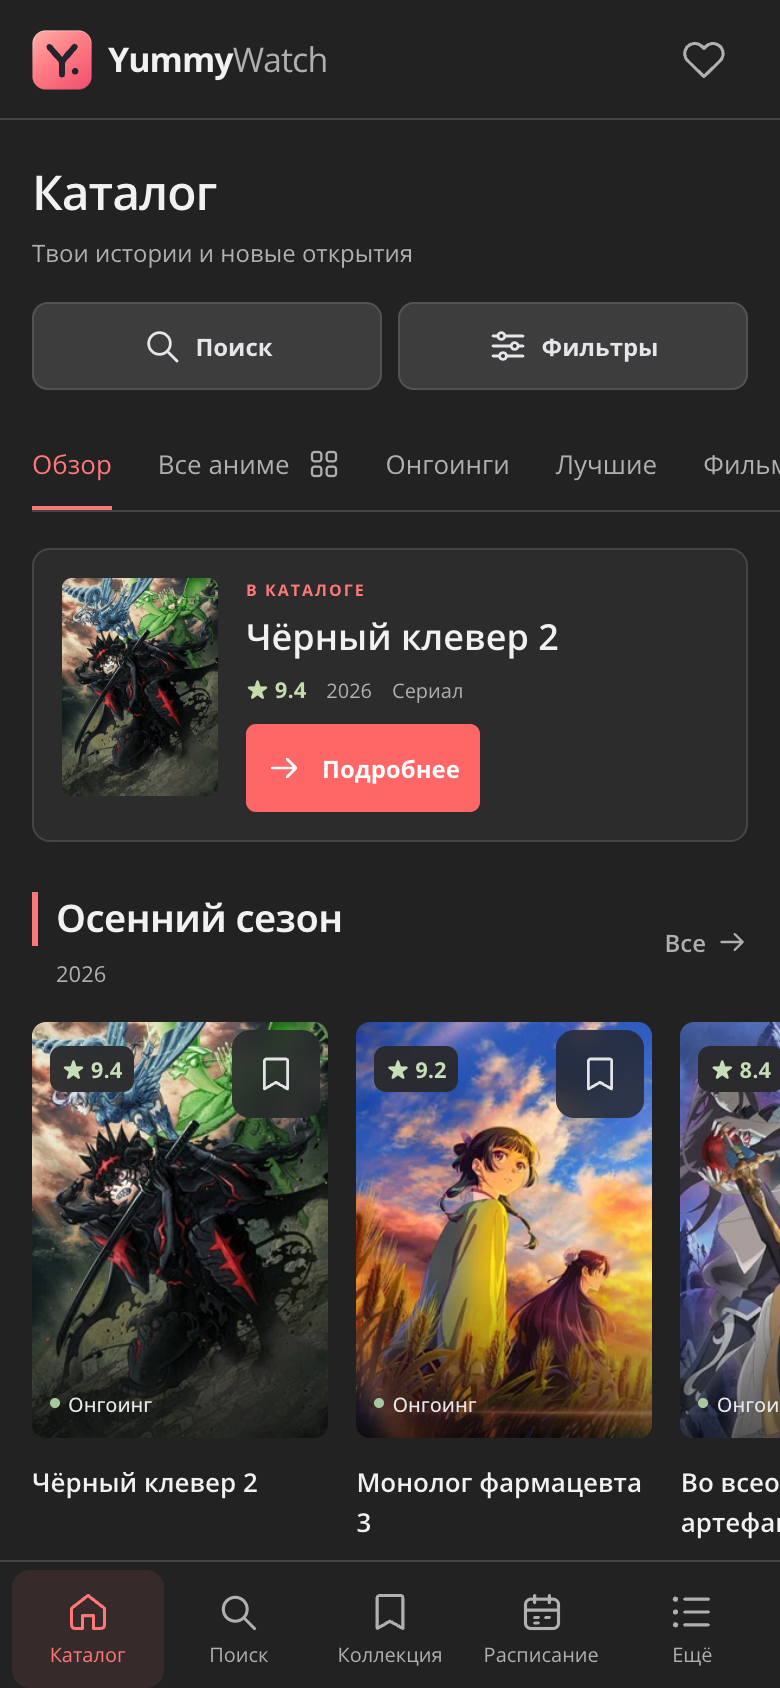 Y.
YummyWatch
Каталог
Твои истории и новые открытия
Поиск
Фильтры
Обзор
Все аниме
Онгоинги
Лучшие
В КАТАЛОГЕ
Чёрный клевер 2
9.4 2026 Сериал
Подробнее
Осенний сезон
Все
2026
9.4
9.2
8.4
Онгоинг
Онгоинг
Чёрный клевер 2
Монолог фармацевта
3
Каталог
Поиск
Коллекция
Расписание
Ещё